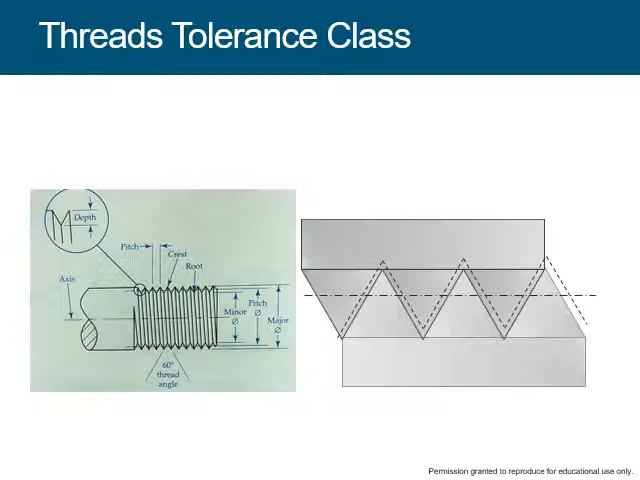 Threads Tolerance Class
Depth
Pitch
Crest
Root
Axis
Minor
Ø
Pitch
Ø
Major
Ø
60°
thread
angle
Permission granted to reproduce for educational use only.